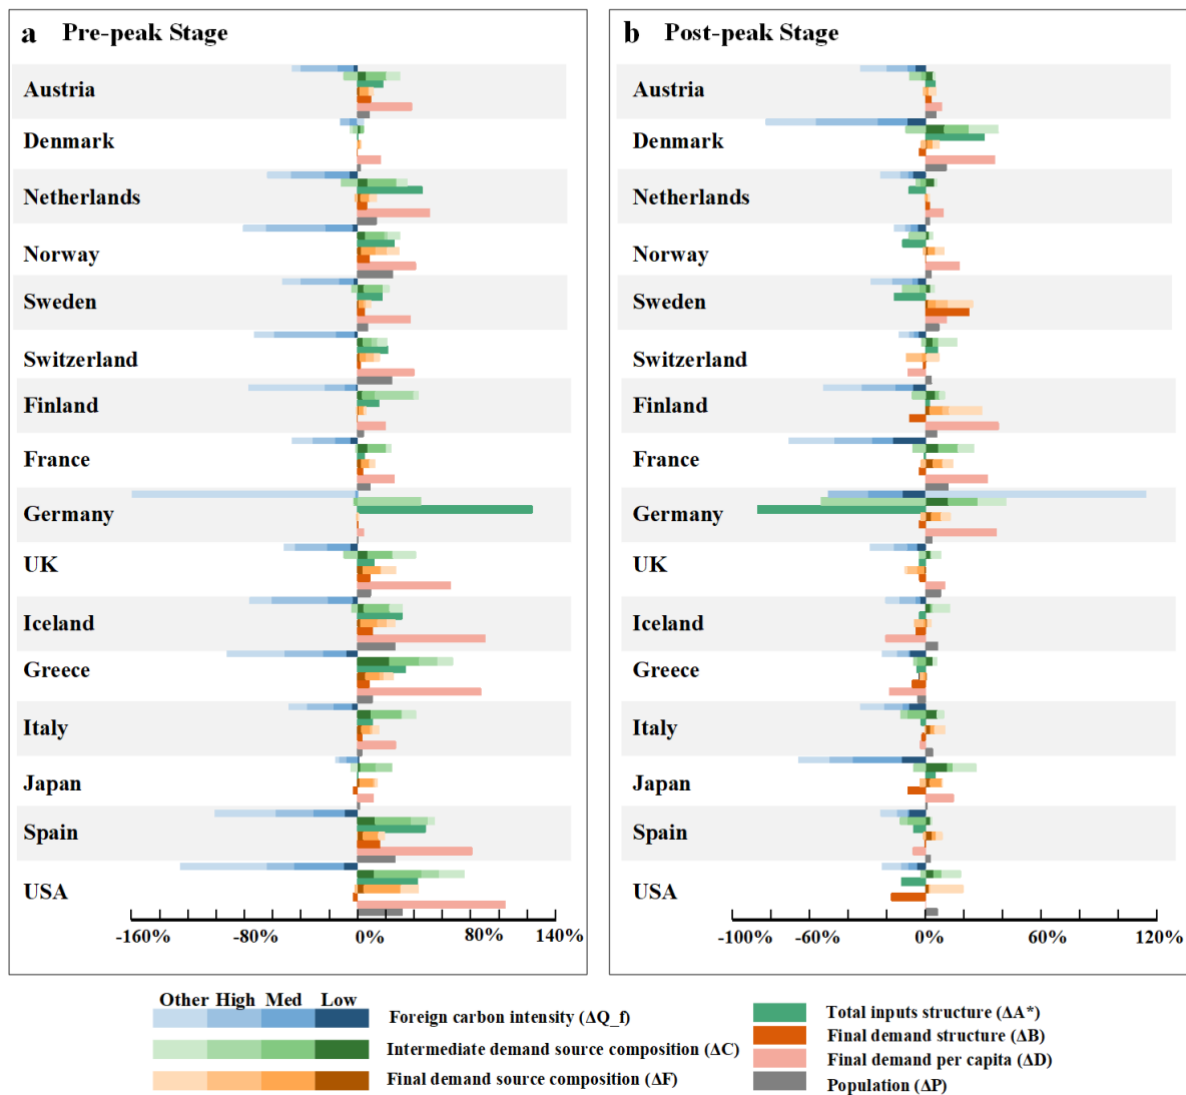 a Pre-peak Stage
Austria
Denmark
Netherlands
Norway
Sweden
Switzerland
Finland
France
Germany
UK
Iceland
Greece
Italy
Japan
Spain
USA
-160% -80% 0% 80% 140%
b Post-peak Stage
Austria
Denmark
Netherlands
Norway
Sweden
Switzerland
Finland
France
Germany
UK
Iceland
Greece
Italy
Japan
Spain
USA
-100% -60% 0% 60% 120%
Other High Med Low
Foreign carbon intensity (ΔQ_f)
Intermediate demand source composition (ΔC)
Final demand source composition (ΔF)
Total inputs structure (ΔA*)
Final demand structure (ΔB)
Final demand per capita (ΔD)
Population (ΔP)